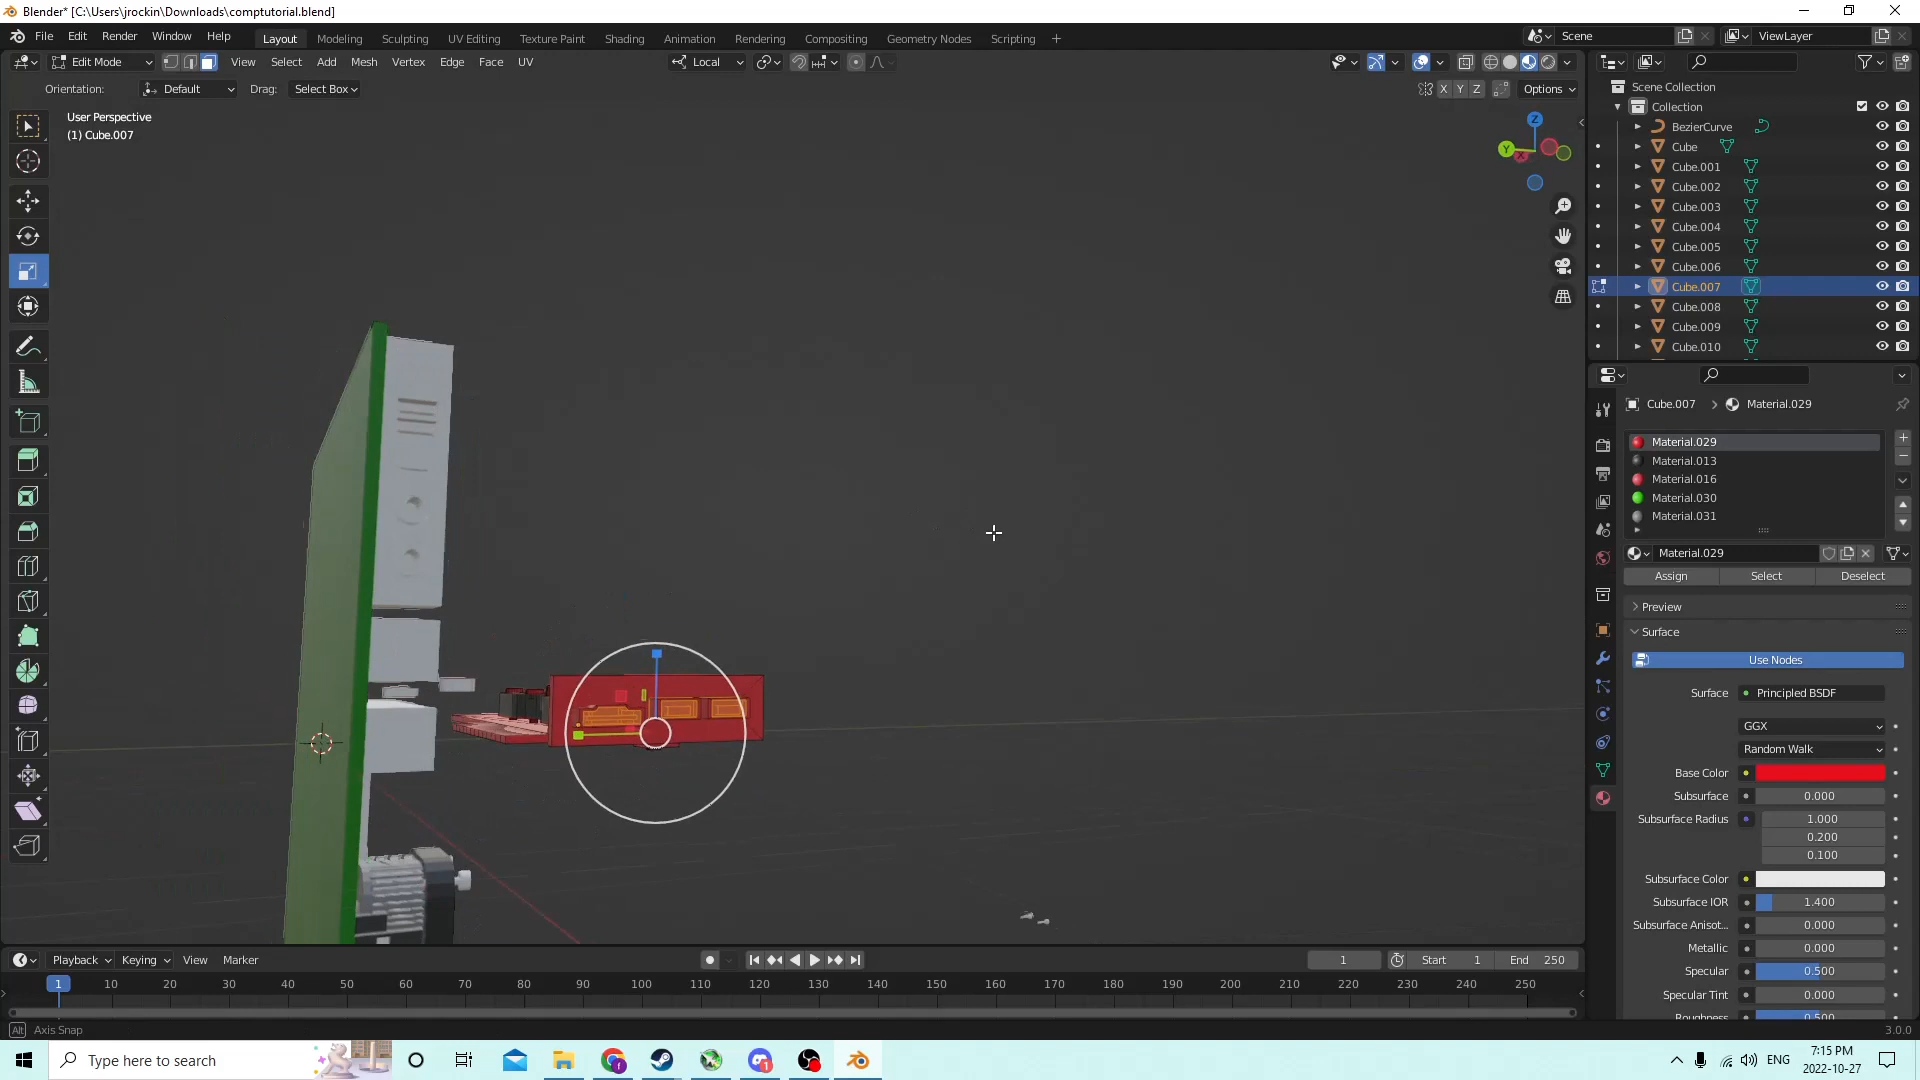 Blender* [C:\Users\jrockin\Downloads\comptutorial.blend]
File Edit Render Window Help Layout Modeling Sculpting UV Editing Texture Paint Shading Animation Rendering Compositing Geometry Nodes Scripting + Scene ViewLayer
Edit Mode View Select Add Mesh Vertex Edge Face UV Local
Orientation: Default Drag: Select Box X Y Z Options
User Perspective
(1) Cube.007
Z
Y
X
Scene Collection
Collection
BezierCurve
Cube
Cube.001
Cube.002
Cube.003
Cube.004
Cube.005
Cube.006
Cube.007
Cube.008
Cube.009
Cube.010
Cube.007 > Material.029
Material.029
Material.013
Material.016
Material.030
Material.031
Material.029
Assign Select Deselect
Preview
Surface
Use Nodes
Surface Principled BSDF
GGX
Random Walk
Base Color
Subsurface 0.000
Subsurface Radius 1.000
0.200
0.100
Subsurface Color
Subsurface IOR 1.400
Subsurface Anisot... 0.000
Metallic 0.000
Specular 0.500
Specular Tint 0.000
Roughness 0.500
Playback Keying View Marker 1 Start 1 End 250
1 10 20 30 40 50 60 70 80 90 100 110 120 130 140 150 160 170 180 190 200 210 220 230 240 250
Alt Axis Snap 3.0.0
Type here to search
ENG
7:15 PM
2022-10-27